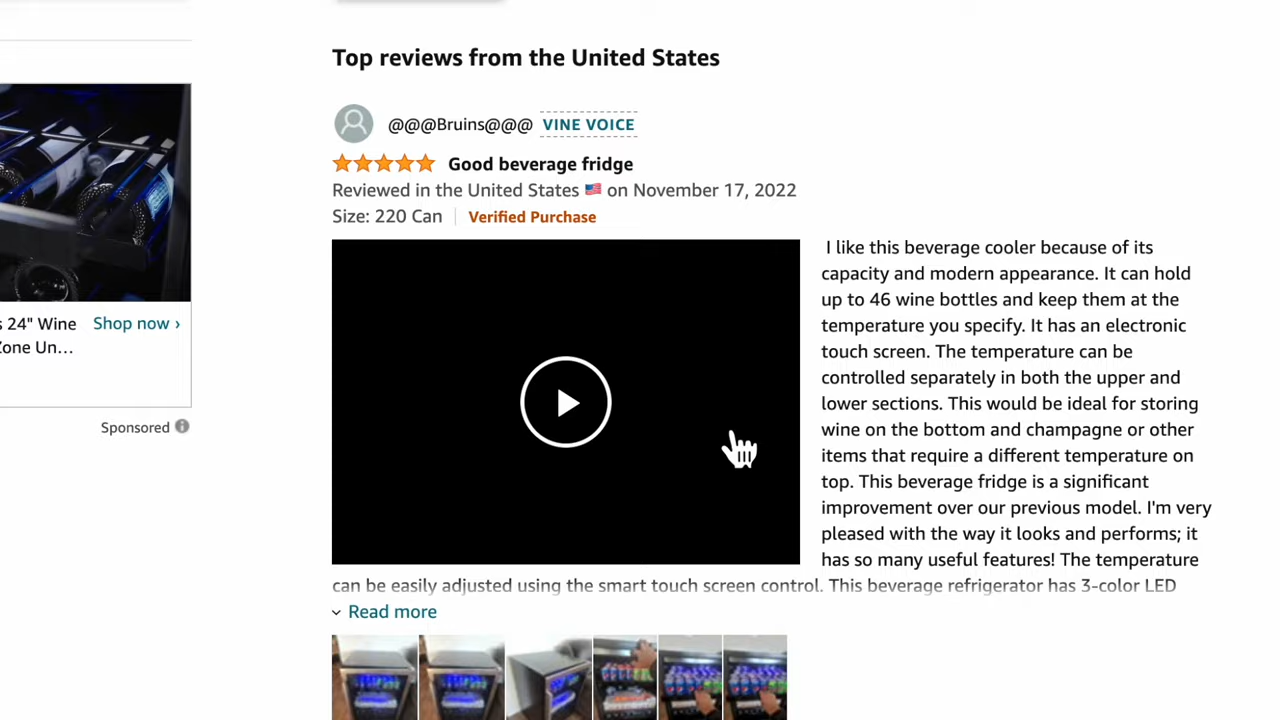 Top reviews from the United States
@@@Bruins@@@ VINE VOICE
Good beverage fridge
Reviewed in the United States on November 17, 2022
Size: 220 Can Verified Purchase
I like this beverage cooler because of its
capacity and modern appearance. It can hold
up to 46 wine bottles and keep them at the
temperature you specify. It has an electronic
touch screen. The temperature can be
controlled separately in both the upper and
lower sections. This would be ideal for storing
wine on the bottom and champagne or other
items that require a different temperature on
top. This beverage fridge is a significant
improvement over our previous model. I'm very
pleased with the way it looks and performs; it
has so many useful features! The temperature
can be easily adjusted using the smart touch screen control. This beverage refrigerator has 3-color LED
Read more
s 24" Wine Shop now ›
Zone Un...
Sponsored